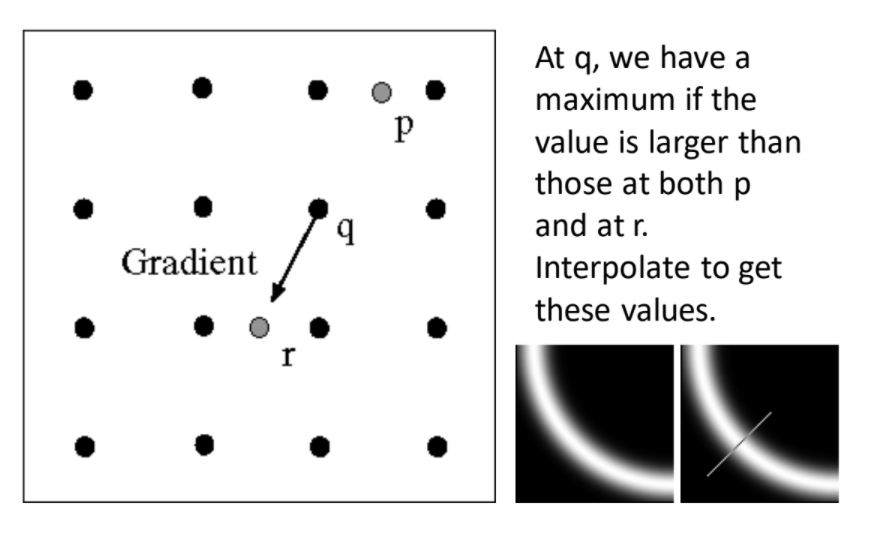 p
q
Gradient
r
At q, we have a
maximum if the
value is larger than
those at both p
and at r.
Interpolate to get
these values.